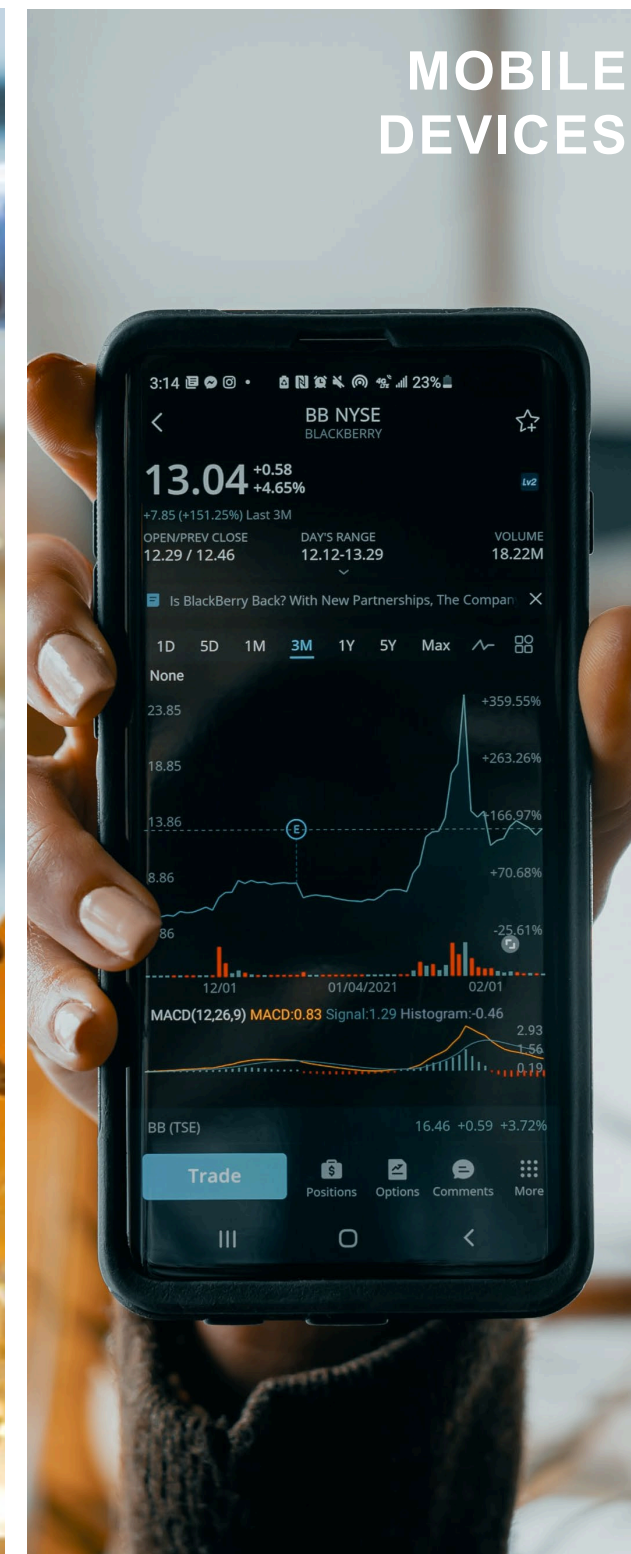 MOBILE
DEVICES
3:14 23%
BB NYSE
BLACKBERRY
13.04 +0.58
+4.65%
Lv2
+7.85 (+151.25%) Last 3M
OPEN/PREV CLOSE DAY'S RANGE VOLUME
12.29 / 12.46 12.12-13.29 18.22M
Is BlackBerry Back? With New Partnerships, The Compan
1D 5D 1M 3M 1Y 5Y Max
None
23.85 +359.55%
18.85 +263.26%
13.86 +166.97%
E
8.86 +70.68%
86 -25.61%
12/01 01/04/2021 02/01
MACD(12,26,9) MACD:0.83 Signal:1.29 Histogram:-0.46
2.93
1.56
0.19
BB (TSE) 16.46 +0.59 +3.72%
Trade Positions Options Comments More